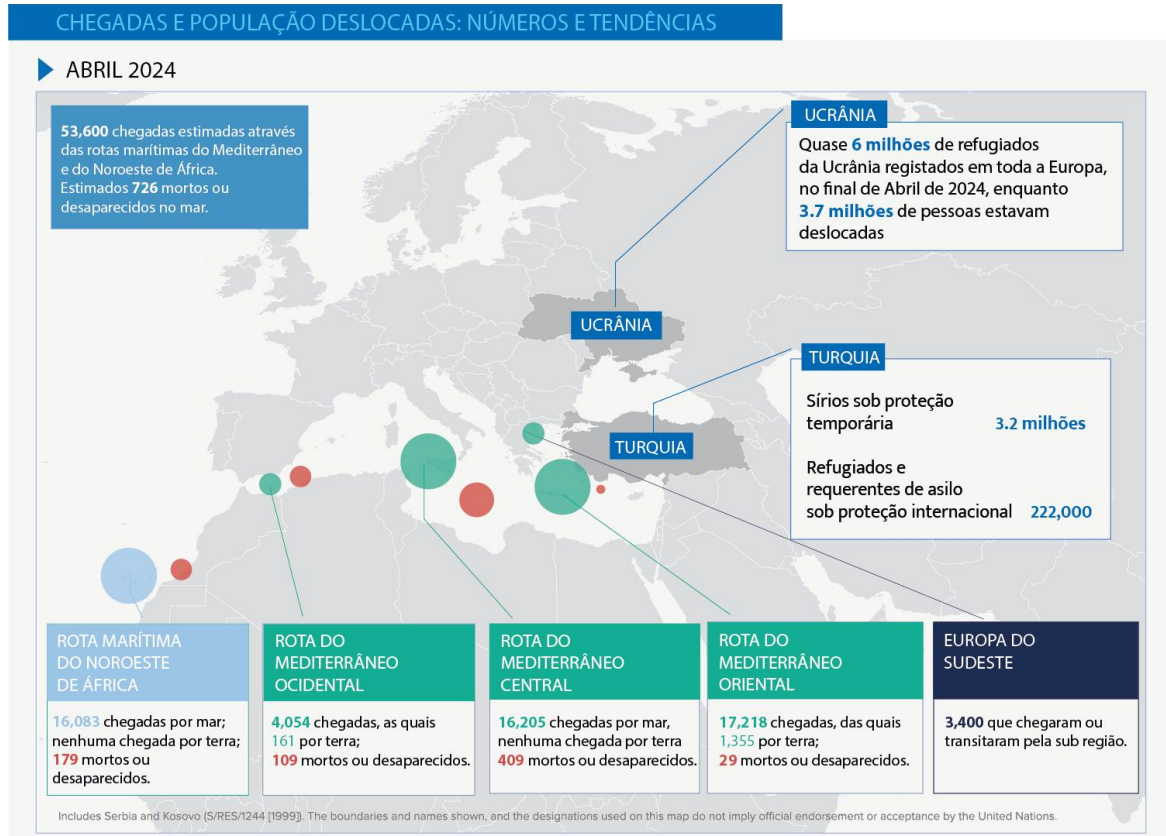 CHEGADAS E POPULAÇÃO DESLOCADAS: NÚMEROS E TENDÊNCIAS
ABRIL 2024
53,600 chegadas estimadas através
das rotas marítimas do Mediterrâneo
e do Noroeste de África.
Estimados 726 mortos ou
desaparecidos no mar.
UCRÂNIA
Quase 6 milhões de refugiados
da Ucrânia registados em toda a Europa,
no final de Abril de 2024, enquanto
3.7 milhões de pessoas estavam
deslocadas
UCRÂNIA
TURQUIA
Sírios sob proteção
temporária 3.2 milhões
Refugiados e
requerentes de asilo
sob proteção internacional 222,000
TURQUIA
ROTA MARÍTIMA
DO NOROESTE
DE ÁFRICA
16,083 chegadas por mar;
nenhuma chegada por terra;
179 mortos ou
desaparecidos.
ROTA DO
MEDITERRÂNEO
OCIDENTAL
4,054 chegadas, as quais
161 por terra;
109 mortos ou desaparecidos.
ROTA DO
MEDITERRÂNEO
CENTRAL
16,205 chegadas por mar,
nenhuma chegada por terra
409 mortos ou desaparecidos.
ROTA DO
MEDITERRÂNEO
ORIENTAL
17,218 chegadas, das quais
1,355 por terra;
29 mortos ou desaparecidos.
EUROPA DO
SUDESTE
3,400 que chegaram ou
transitaram pela sub região.
Includes Serbia and Kosovo (S/RES/1244 [1999]). The boundaries and names shown, and the designations used on this map do not imply official endorsement or acceptance by the United Nations.